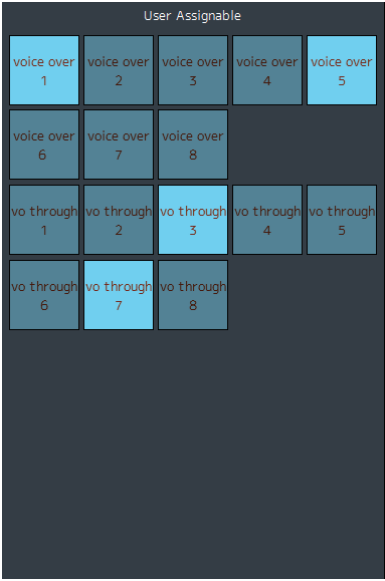 User Assignable
voice over
1
voice over
2
voice over
3
voice over
4
voice over
5
voice over
6
voice over
7
voice over
8
vo through
1
vo through
2
vo through
3
vo through
4
vo through
5
vo through
6
vo through
7
vo through
8